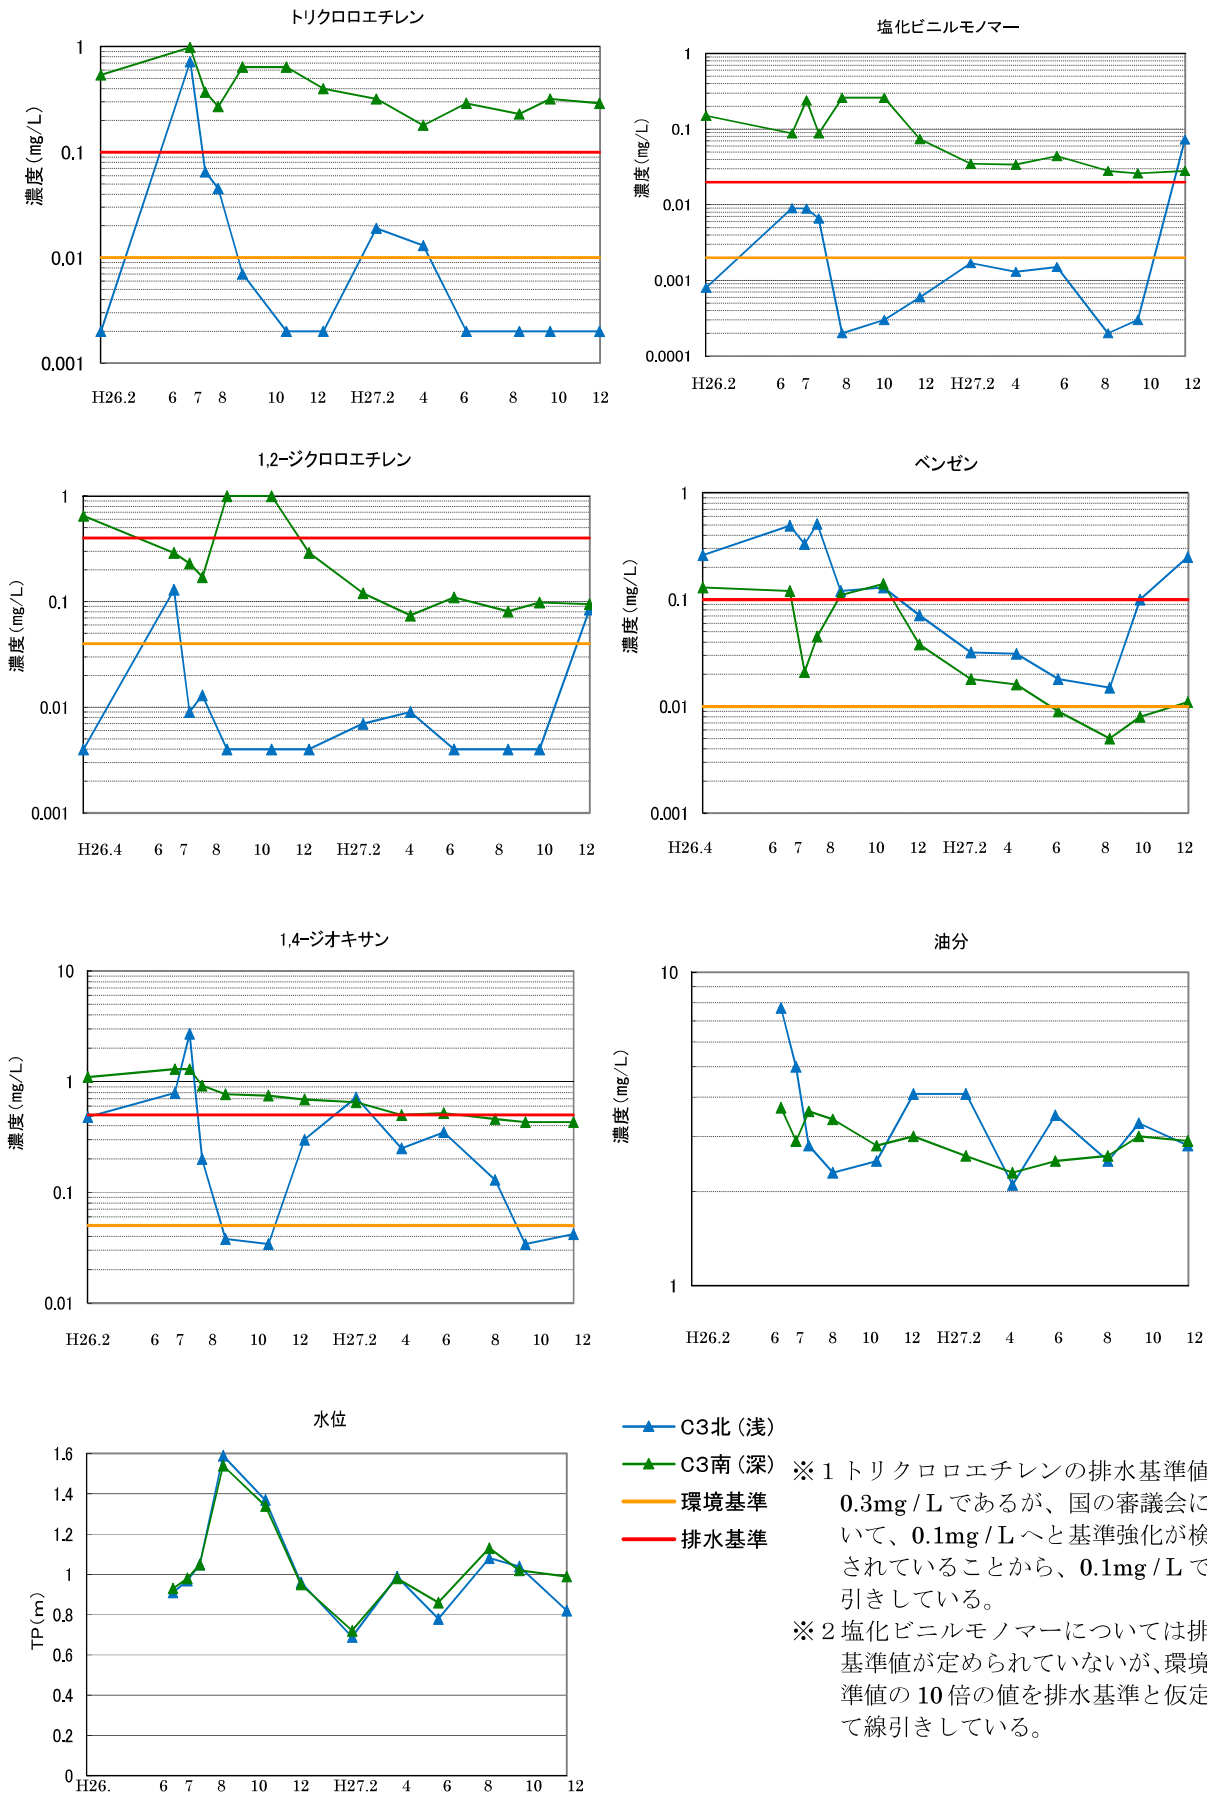 トリクロロエチレン
濃度(mg/L)
1
0.1
0.01
0.001
H26.2 6 7 8 10 12 H27.2 4 6 8 10 12
塩化ビニルモノマー
濃度(mg/L)
1
0.1
0.01
0.001
0.0001
H26.2 6 7 8 10 12 H27.2 4 6 8 10 12
1,2-ジクロロエチレン
濃度(mg/L)
1
0.1
0.01
0.001
H26.4 6 7 8 10 12 H27.2 4 6 8 10 12
ベンゼン
濃度(mg/L)
1
0.1
0.01
0.001
H26.4 6 7 8 10 12 H27.2 4 6 8 10 12
1,4-ジオキサン
濃度(mg/L)
10
1
0.1
0.01
H26.2 6 7 8 10 12 H27.2 4 6 8 10 12
油分
濃度(mg/L)
10
1
H26.2 6 7 8 10 12 H27.2 4 6 8 10 12
水位
TP(m)
1.6
1.4
1.2
1
0.8
0.6
0.4
0.2
0
H26. 6 7 8 10 12 H27.2 4 6 8 10 12
C3北(浅)
C3南(深)
環境基準
排水基準
※1トリクロロエチレンの排水基準値
0.3mg / L であるが、国の審議会に
いて、0.1mg / L へと基準強化が検
されていることから、0.1mg / L で
引きしている。
※2塩化ビニルモノマーについては排
基準値が定められていないが、環境
準値の 10 倍の値を排水基準と仮定
て線引きしている。